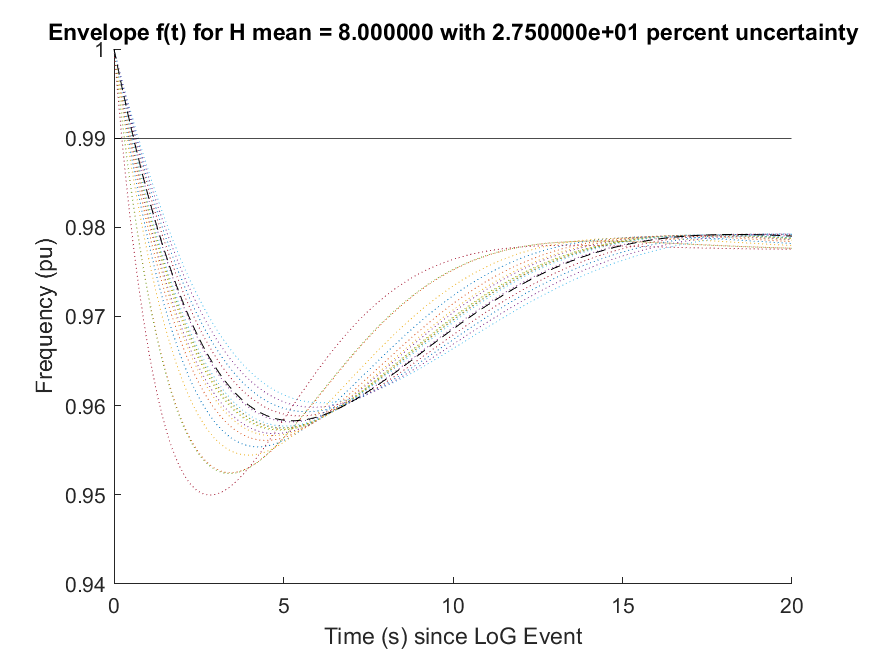 Envelope f(t) for H mean = 8.000000 with 2.750000e+01 percent uncertainty
1
0.99
0.98
0.97
0.96
0.95
0.94
Frequency (pu)
0 5 10 15 20
Time (s) since LoG Event